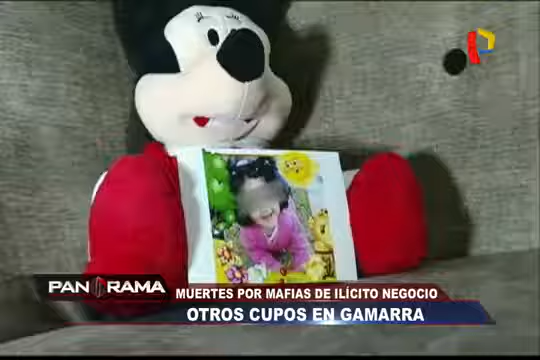 PANORAMA
MUERTES POR MAFIAS DE ILÍCITO NEGOCIO
OTROS CUPOS EN GAMARRA